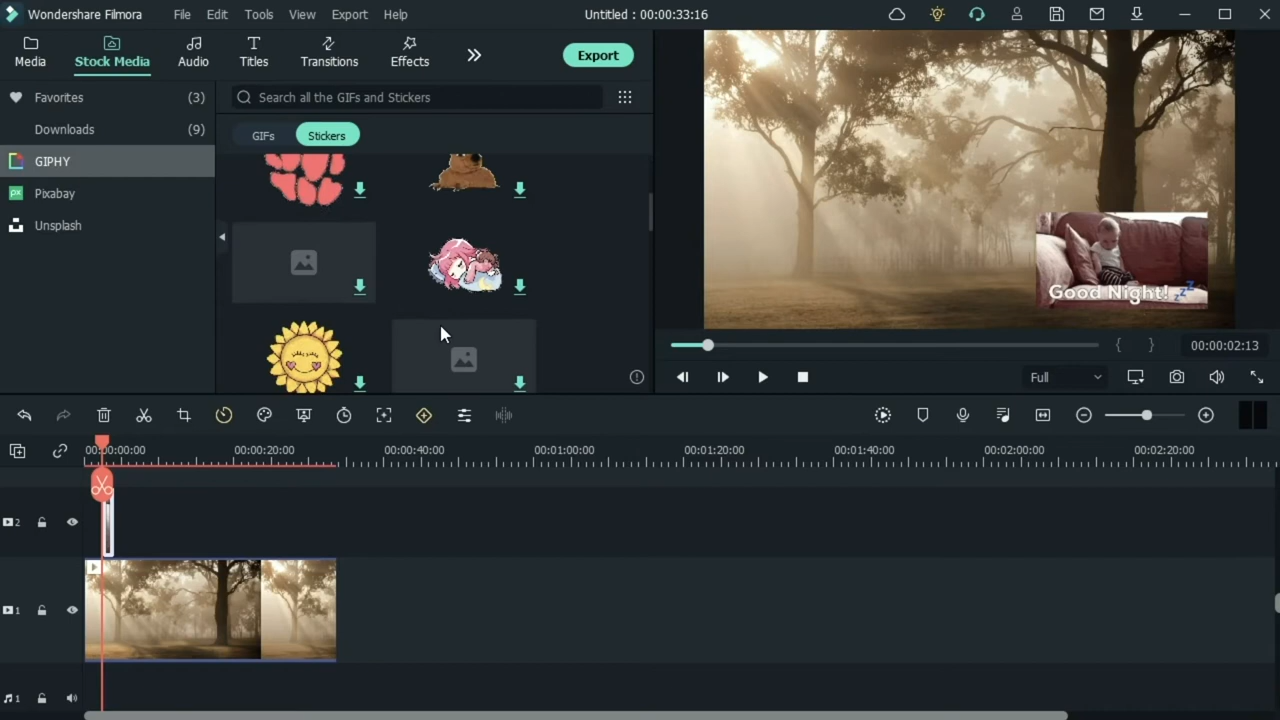 Wondershare Filmora
File
Edit
Tools
View
Export
Help
Untitled : 00:00:33:16
Media
Stock Media
Audio
Titles
Transitions
Effects
Export
Favorites
(3)
Downloads
(9)
GIPHY
Pixabay
Unsplash
Search all the GIFs and Stickers
GIFs
Stickers
Good Night!
00:00:02:13
Full
00:00:00:00
00:00:20:00
00:00:40:00
00:01:00:00
00:01:20:00
00:01:40:00
00:02:00:00
00:02:20:00
2
1
1